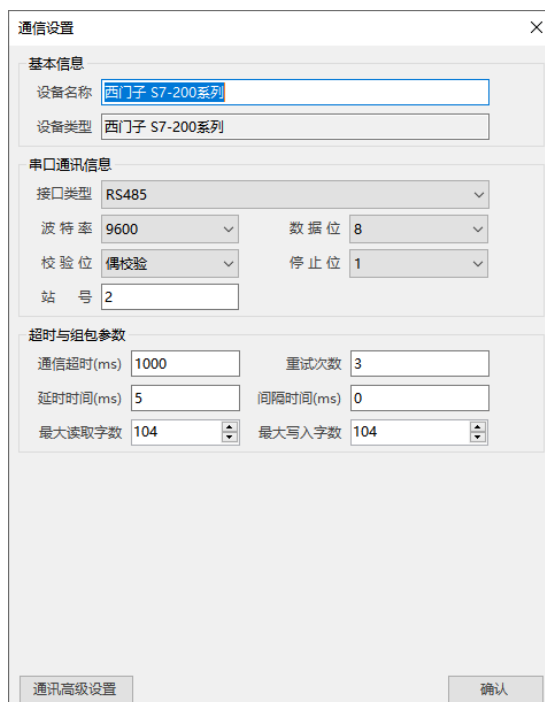 通信设置
基本信息
设备名称 西门子 S7-200系列
设备类型 西门子 S7-200系列
串口通讯信息
接口类型 RS485
波特率 9600 数据位 8
校验位 偶校验 停止位 1
站号 2
超时与组包参数
通信超时(ms) 1000 重试次数 3
延时时间(ms) 5 间隔时间(ms) 0
最大读取字数 104 最大写入字数 104
通讯高级设置 确认